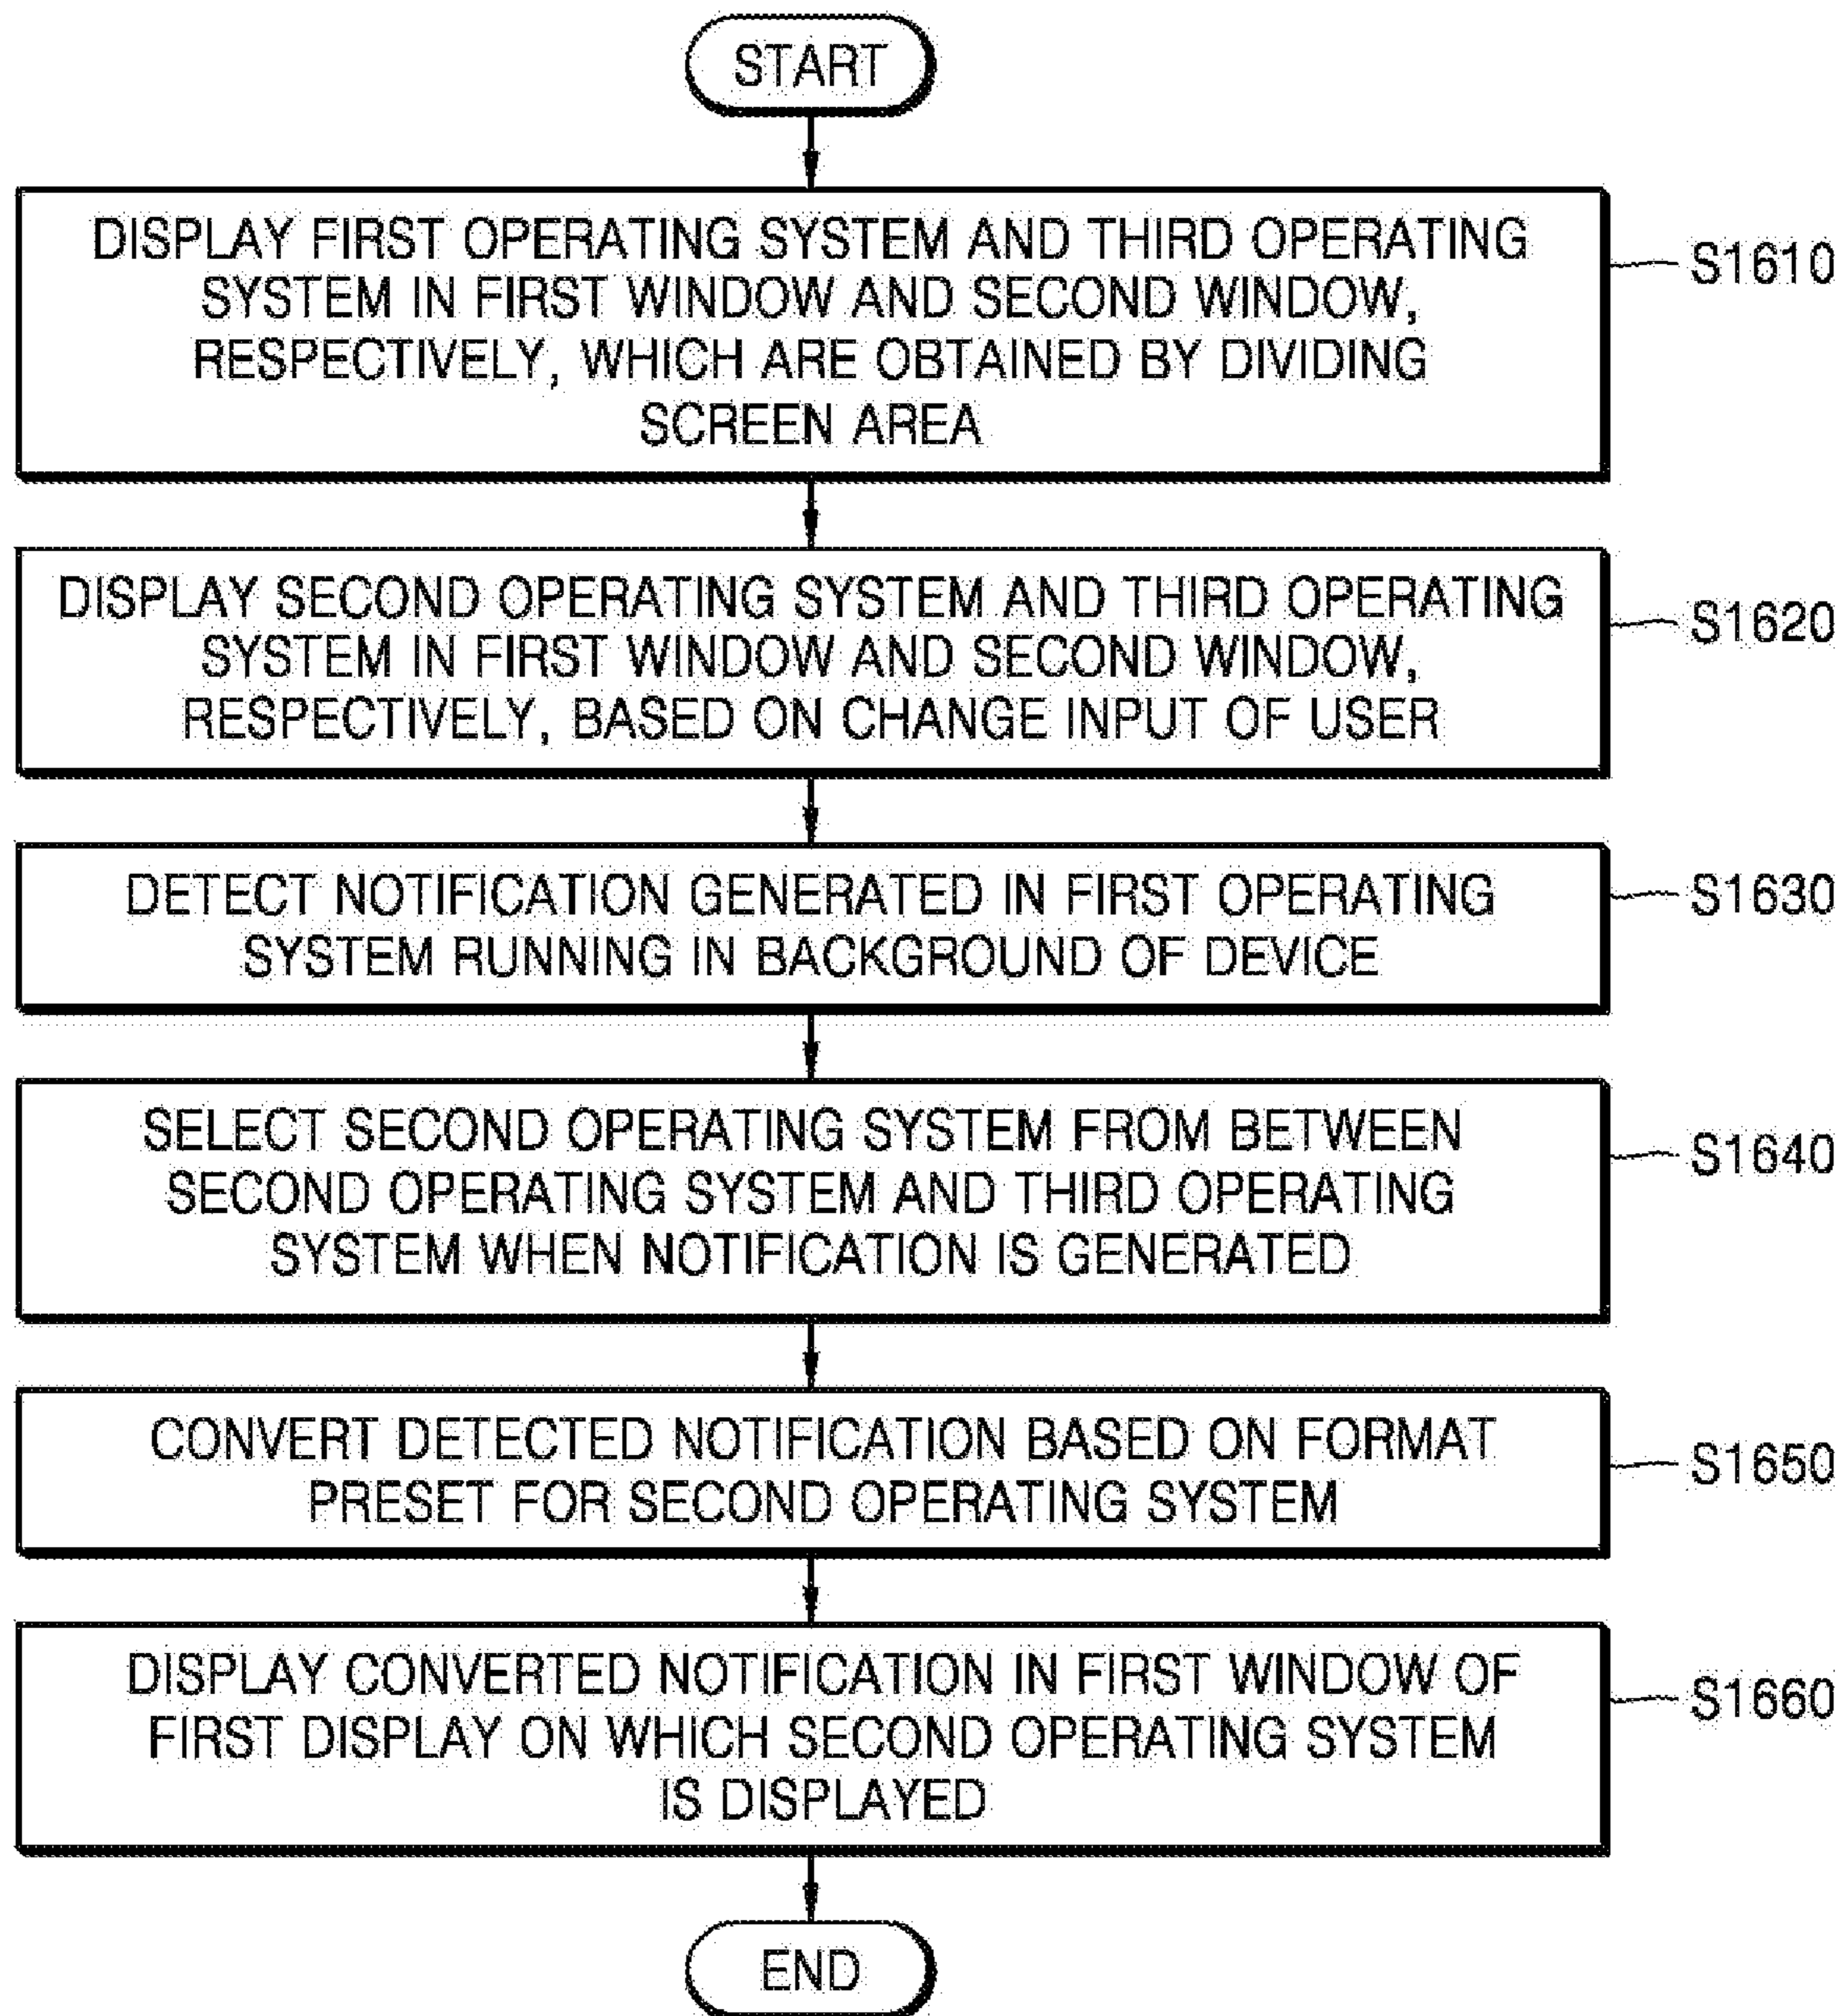 START
DISPLAY FIRST OPERATING SYSTEM AND THIRD OPERATING
SYSTEM IN FIRST WINDOW AND SECOND WINDOW,
RESPECTIVELY, WHICH ARE OBTAINED BY DIVIDING
SCREEN AREA
S1610
DISPLAY SECOND OPERATING SYSTEM AND THIRD OPERATING
SYSTEM IN FIRST WINDOW AND SECOND WINDOW,
RESPECTIVELY, BASED ON CHANGE INPUT OF USER
S1620
DETECT NOTIFICATION GENERATED IN FIRST OPERATING
SYSTEM RUNNING IN BACKGROUND OF DEVICE
S1630
SELECT SECOND OPERATING SYSTEM FROM BETWEEN
SECOND OPERATING SYSTEM AND THIRD OPERATING
SYSTEM WHEN NOTIFICATION IS GENERATED
S1640
CONVERT DETECTED NOTIFICATION BASED ON FORMAT
PRESET FOR SECOND OPERATING SYSTEM
S1650
DISPLAY CONVERTED NOTIFICATION IN FIRST WINDOW OF
FIRST DISPLAY ON WHICH SECOND OPERATING SYSTEM
IS DISPLAYED
S1660
END